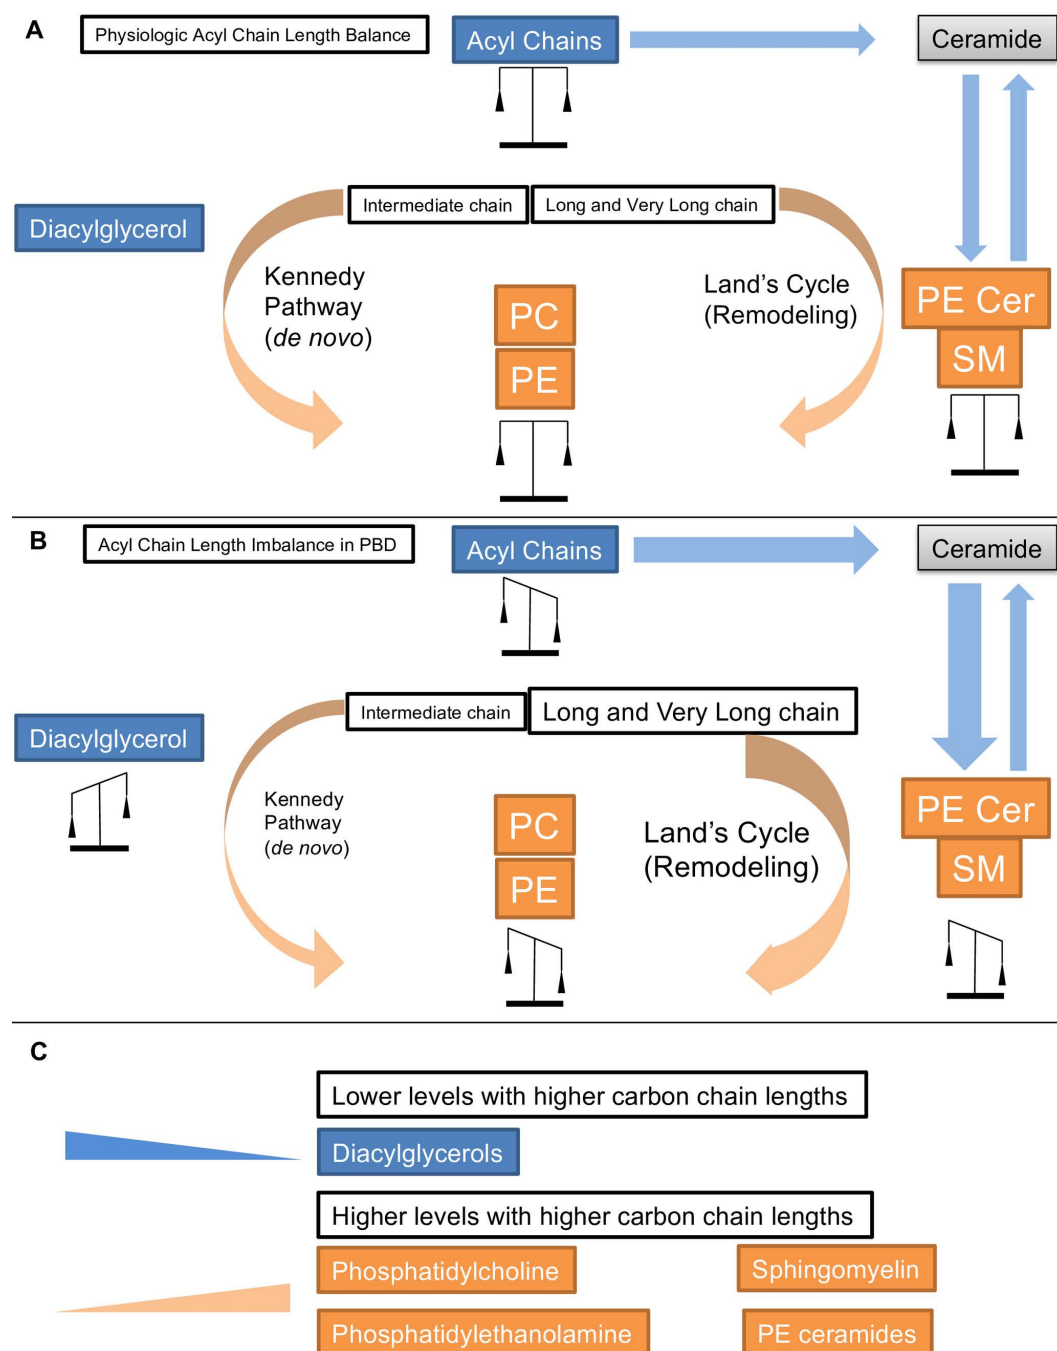 A
Physiologic Acyl Chain Length Balance
Acyl Chains
Ceramide
Intermediate chain
Long and Very Long chain
Diacylglycerol
Kennedy
Pathway
(de novo)
Land's Cycle
(Remodeling)
PC
PE
PE Cer
SM
B
Acyl Chain Length Imbalance in PBD
Acyl Chains
Ceramide
Intermediate chain
Long and Very Long chain
Diacylglycerol
Kennedy
Pathway
(de novo)
Land's Cycle
(Remodeling)
PC
PE
PE Cer
SM
C
Lower levels with higher carbon chain lengths
Diacylglycerols
Higher levels with higher carbon chain lengths
Phosphatidylcholine
Sphingomyelin
Phosphatidylethanolamine
PE ceramides